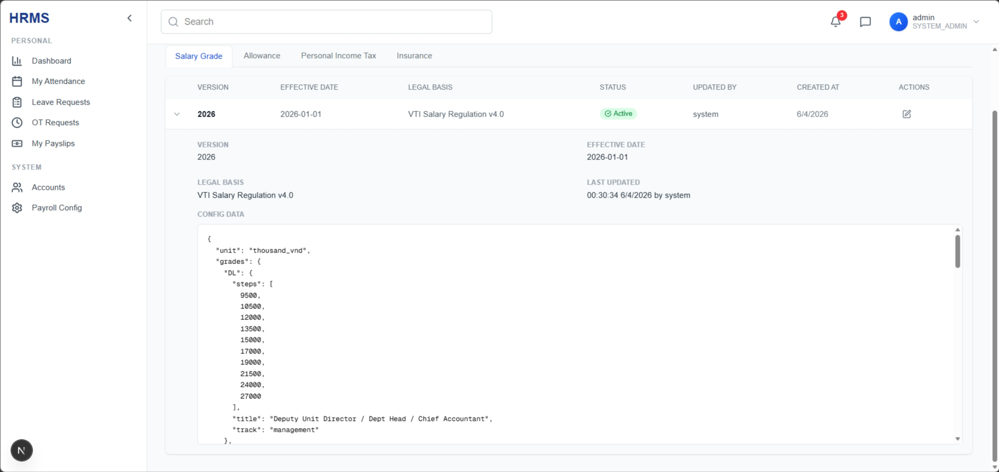 HRMS
Search
3
A
admin
SYSTEM_ADMIN
PERSONAL
Dashboard
My Attendance
Leave Requests
OT Requests
My Payslips
SYSTEM
Accounts
Payroll Config
N
Salary Grade Allowance Personal Income Tax Insurance
VERSION EFFECTIVE DATE LEGAL BASIS STATUS UPDATED BY CREATED AT ACTIONS
2026 2026-01-01 VTI Salary Regulation v4.0 Active system 6/4/2026
VERSION
2026
EFFECTIVE DATE
2026-01-01
LEGAL BASIS
VTI Salary Regulation v4.0
LAST UPDATED
00:30:34 6/4/2026 by system
CONFIG DATA
{
"unit": "thousand_vnd",
"grades": {
"DL": {
"steps": [
9500,
10500,
12000,
13500,
15000,
17000,
19000,
21500,
24000,
27000
],
"title": "Deputy Unit Director / Dept Head / Chief Accountant",
"track": "management"
},